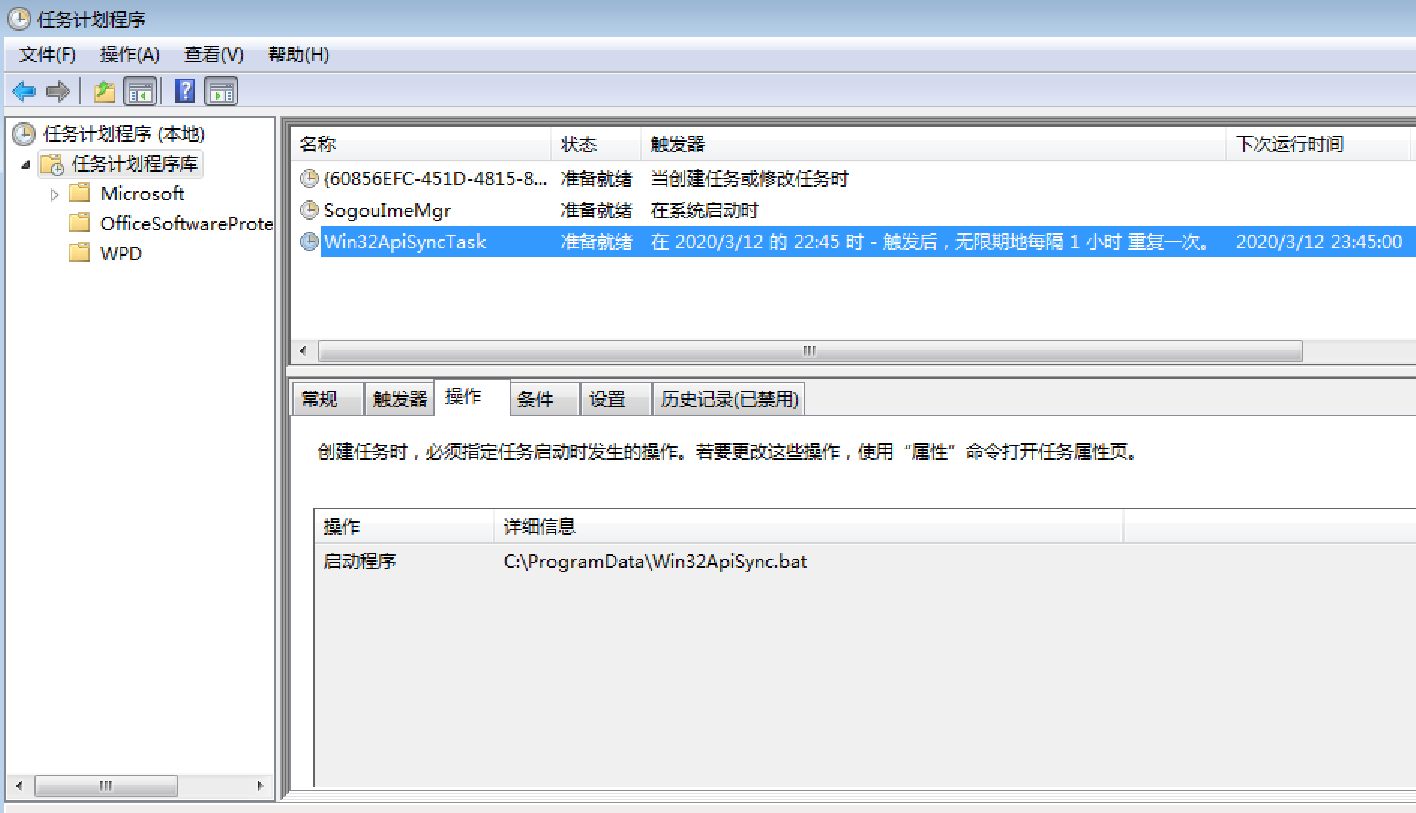 任务计划程序
文件(F) 操作(A) 查看(V) 帮助(H)
任务计划程序 (本地)
任务计划程序库
Microsoft
OfficeSoftwareProte
WPD
名称 状态 触发器 下次运行时间
{60856EFC-451D-4815-8... 准备就绪 当创建任务或修改任务时
SogouImeMgr 准备就绪 在系统启动时
Win32ApiSyncTask 准备就绪 在 2020/3/12 的 22:45 时 - 触发后，无限期地每隔 1 小时 重复一次。 2020/3/12 23:45:00
常规 触发器 操作 条件 设置 历史记录(已禁用)
创建任务时，必须指定任务启动时发生的操作。若要更改这些操作，使用“属性”命令打开任务属性页。
操作 详细信息
启动程序 C:\ProgramData\Win32ApiSync.bat